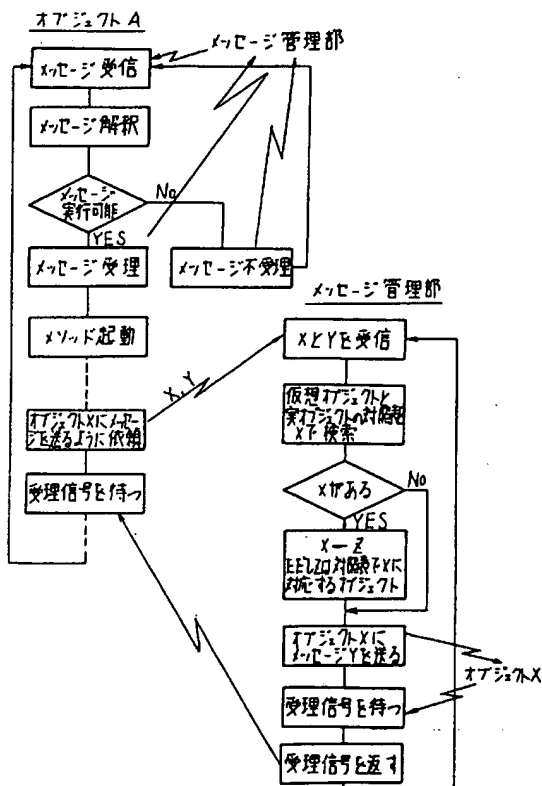 オブジェクトA
メッセージ管理部
メッセージ受信
メッセージ解釈
メッセージ
実行可能
No
YES
メッセージ受理
メッセージ不受理
メソッド起動
オブジェクトXにメッセー
ジを送るように依頼
受理信号を待つ
X,Y
メッセージ管理部
XとYを受信
仮想オブジェクトと
実オブジェクトの対応表を
Xで検索
Xがある
No
YES
X←Z
ここでZは対応表でXに
対応するオブジェクト
オブジェクトXに
メッセージYを送る
オブジェクトX
受理信号を待つ
受理信号を返す